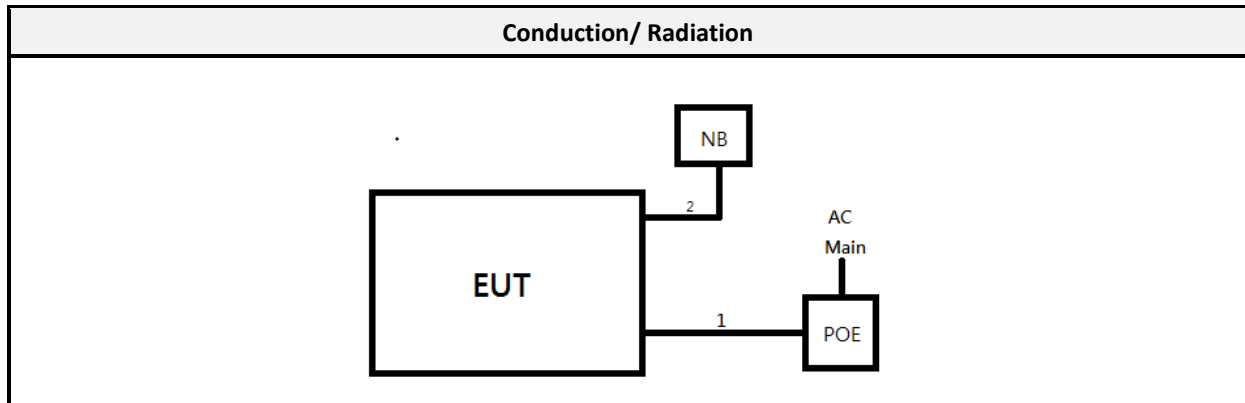 Conduction/ Radiation
NB
2
AC
Main
EUT
1
POE